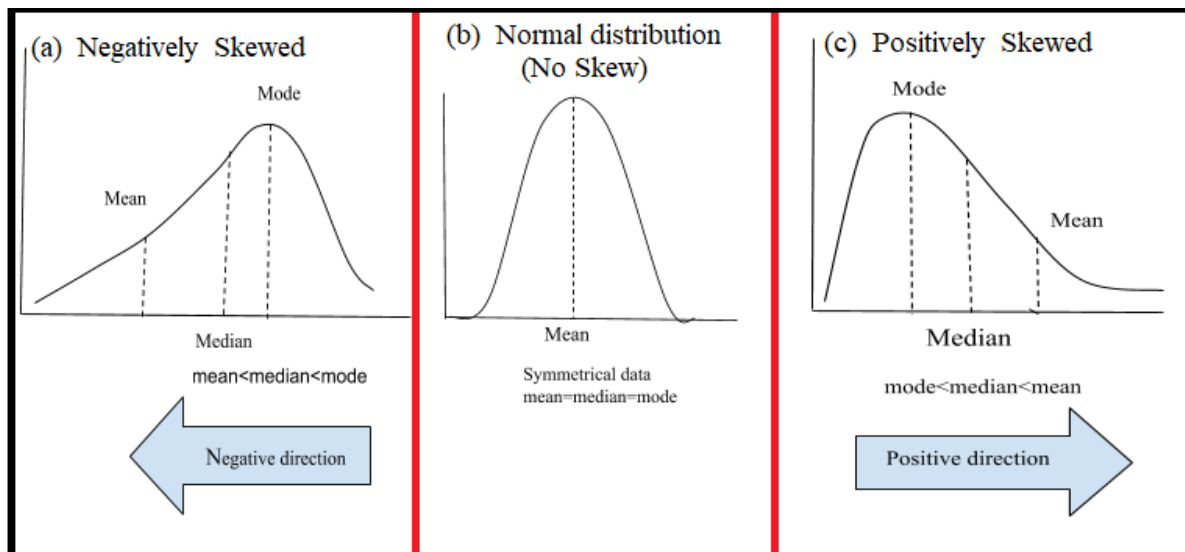 (a) Negatively Skewed
Mode
Mean
Median
mean<median<mode
Negative direction
(b) Normal distribution
(No Skew)
Mean
Symmetrical data
mean=median=mode
(c) Positively Skewed
Mode
Mean
Median
mode<median<mean
Positive direction